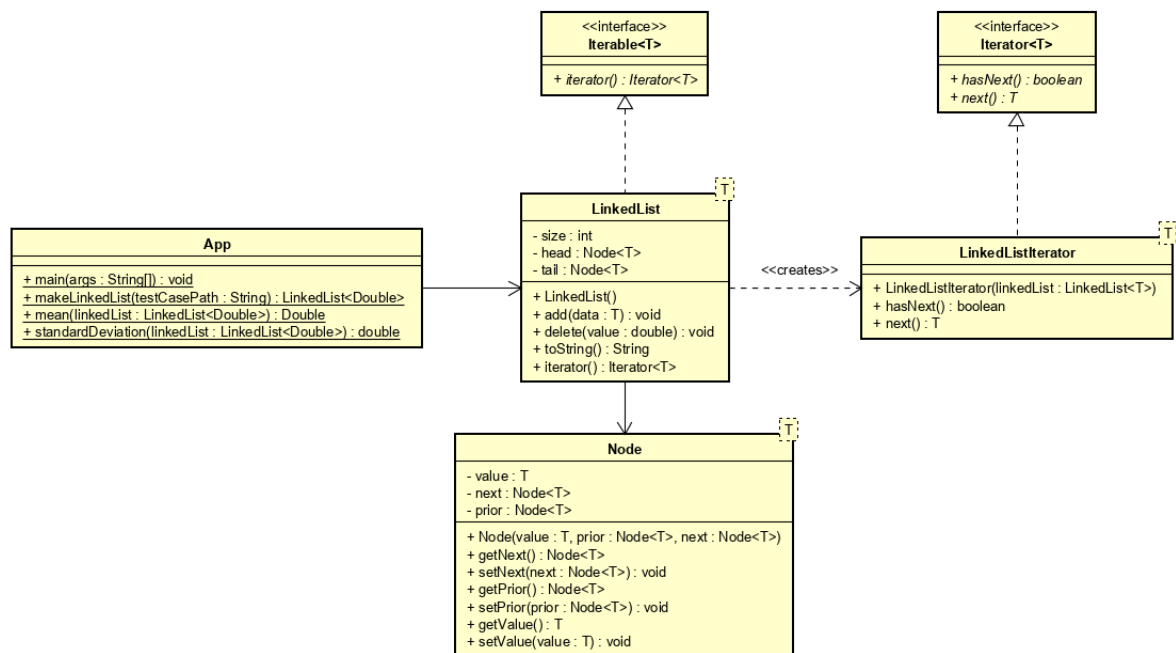 <<interface>>
Iterable<T>
+ iterator() : Iterator<T>
<<interface>>
Iterator<T>
+ hasNext() : boolean
+ next() : T
T
LinkedList
- size : int
- head : Node<T>
- tail : Node<T>
+ LinkedList()
+ add(data : T) : void
+ delete(value : double) : void
+ toString() : String
+ iterator() : Iterator<T>
App
+ main(args : String[]) : void
+ makeLinkedList(testCasePath : String) : LinkedList<Double>
+ mean(linkedList : LinkedList<Double>) : Double
+ standardDeviation(linkedList : LinkedList<Double>) : double
<<creates>>
T
LinkedListIterator
+ LinkedListIterator(linkedList : LinkedList<T>)
+ hasNext() : boolean
+ next() : T
T
Node
- value : T
- next : Node<T>
- prior : Node<T>
+ Node(value : T, prior : Node<T>, next : Node<T>)
+ getNext() : Node<T>
+ setNext(next : Node<T>) : void
+ getPrior() : Node<T>
+ setPrior(prior : Node<T>) : void
+ getValue() : T
+ setValue(value : T) : void